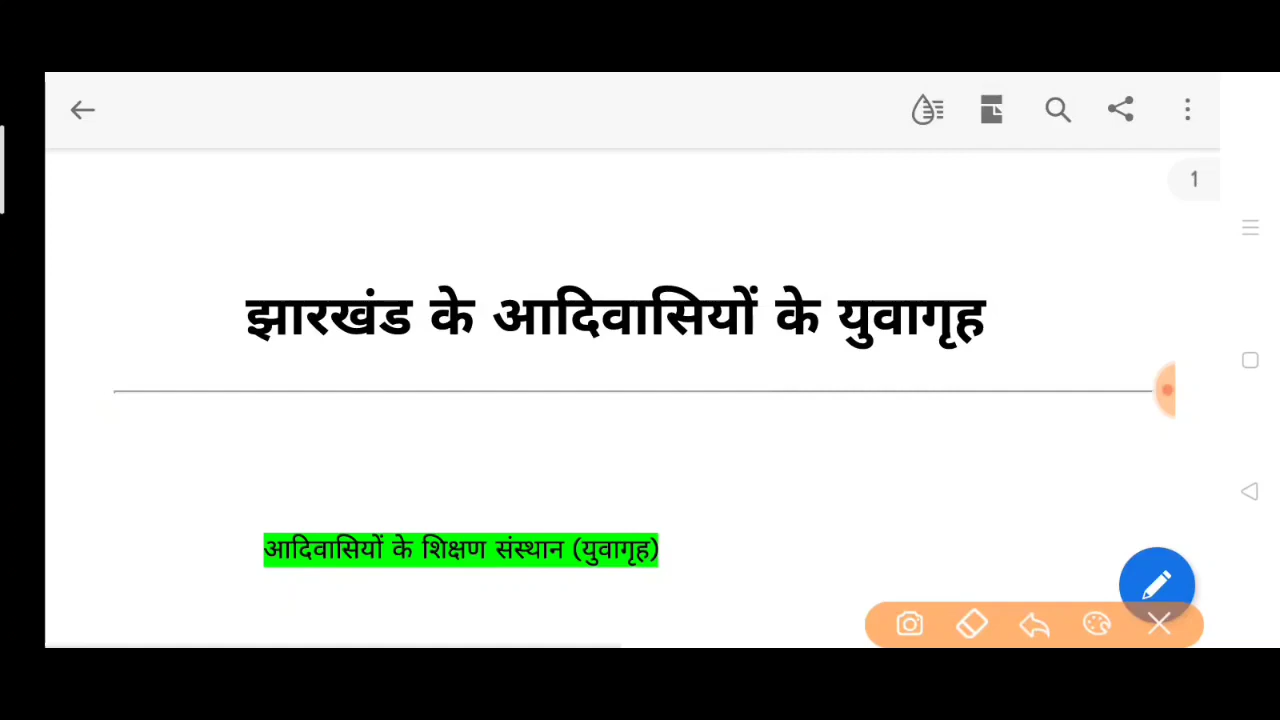 1
झारखंड के आदिवासियों के युवागृह
आदिवासियों के शिक्षण संस्थान (युवागृह)